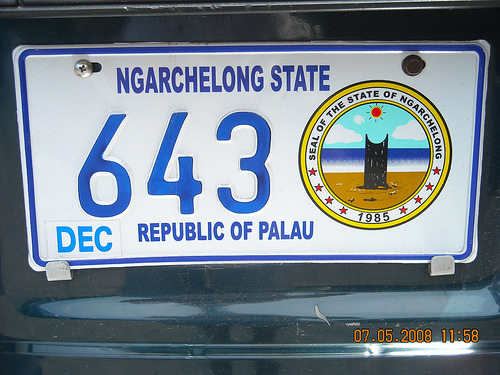 NGARCHELONG STATE
643
SEAL OF THE STATE OF NGARCHELONG
1985
DEC
REPUBLIC OF PALAU
07.05.2008 11:58